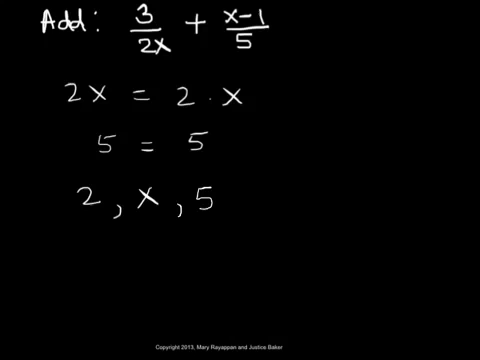 Add: 3/2x + x-1/5
2x = 2 · x
5 = 5
2, x, 5
Copyright 2013, Mary Rayappan and Justice Baker